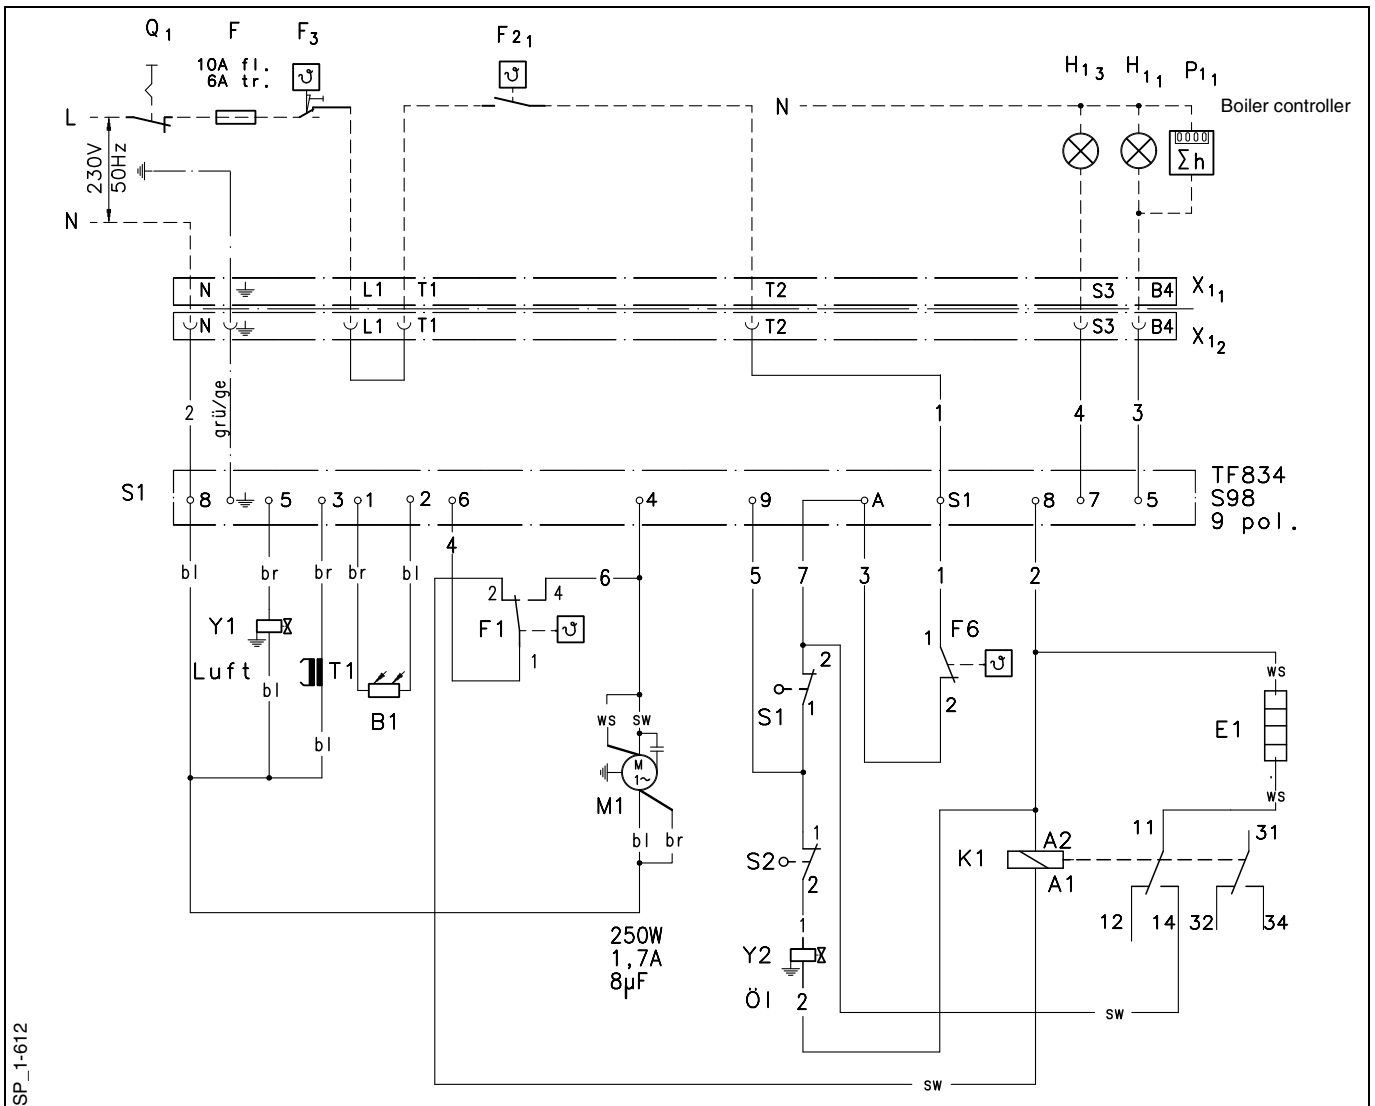 Q1 F F3 F21
10A fl.
6A tr.
H13 H11 P11
L N Boiler controller
230V
50Hz
Σh
N
N L1 T1 T2 S3 B4 X11
N L1 T1 T2 S3 B4 X12
2 grü/ge 1 4 3
TF834
S1 8 5 3 1 2 6 4 9 A S1 8 7 5 S98
9 pol.
4
bl br br br bl 6 5 7 3 1 2
2 4
Y1 F1 ϑ 1 F6
Luft T1 1 2 ϑ ws
bl 2
B1 ws sw S1 1 E1
bl M
1~
M1 ws
bl br 1 11 31
S2 K1 A2
2 A1
1 12 14 32 34
250W
1,7A Y2
8µF
Öl 2
sw
sw
SP_1-612